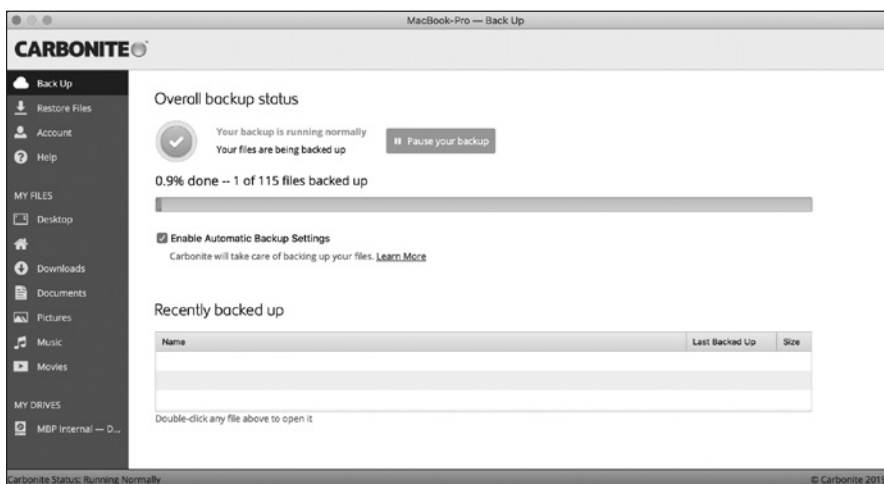 MacBook-Pro — Back Up
CARBONITE
Back Up
Restore Files
Account
Help
MY FILES
Desktop
Downloads
Documents
Pictures
Music
Movies
MY DRIVES
MBP Internal — D...
Overall backup status
Your backup is running normally
Your files are being backed up
Pause your backup
0.9% done -- 1 of 115 files backed up
Enable Automatic Backup Settings
Carbonite will take care of backing up your files. Learn More
Recently backed up
Name Last Backed Up Size
Double-click any file above to open it
Carbonite Status: Running Normally © Carbonite 2019